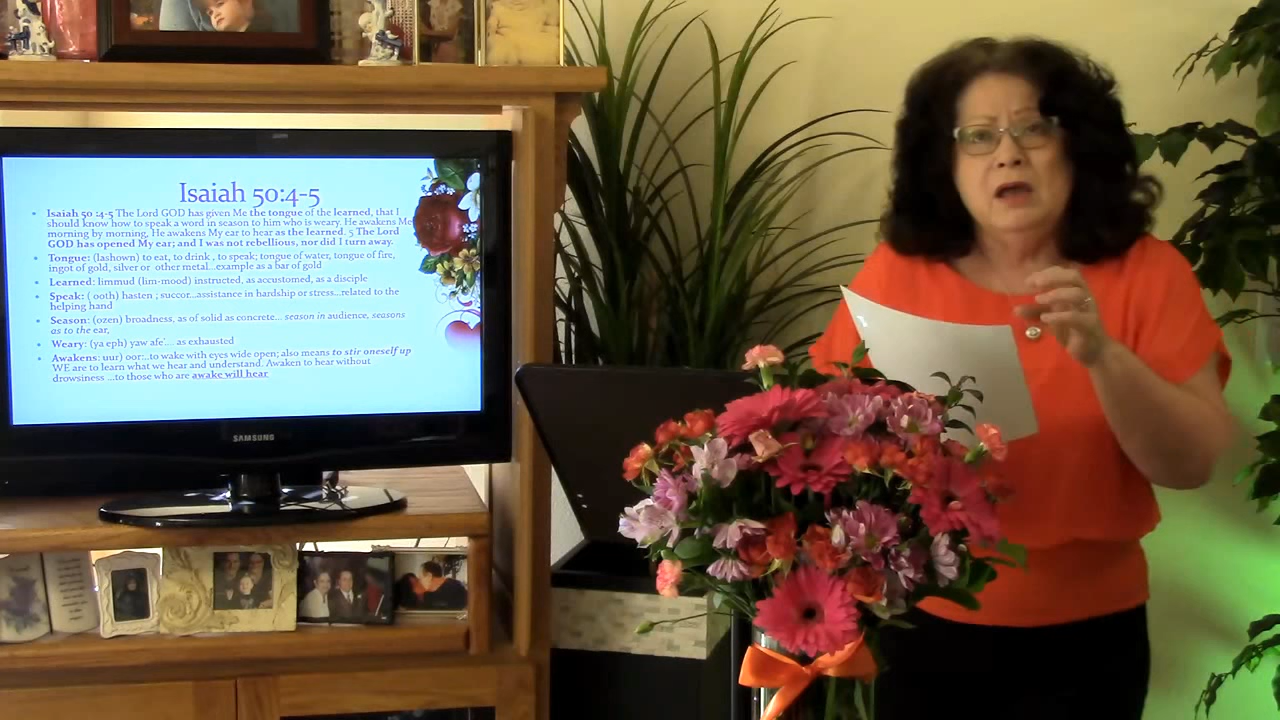 Isaiah 50:4-5
• Isaiah 50 :4-5 The Lord GOD has given Me the tongue of the learned, that I
should know how to speak a word in season to him who is weary. He awakens Me
morning by morning, He awakens My ear to hear as the learned. 5 The Lord
GOD has opened My ear; and I was not rebellious, nor did I turn away.
• Tongue: (lashown) to eat, to drink , to speak; tongue of water, tongue of fire,
ingot of gold, silver or other metal...example as a bar of gold
• Learned: limmud (lim-mood) instructed, as accustomed, as a disciple
• Speak: ( ooth) hasten ; succor...assistance in hardship or stress...related to the
helping hand
• Season: (ozen) broadness, as of solid as concrete... season in audience, seasons
as to the ear,
• Weary: (ya eph) yaw afe'.... as exhausted
• Awakens: uur) oor:..to wake with eyes wide open; also means to stir oneself up
WE are to learn what we hear and understand. Awaken to hear without
drowsiness ...to those who are awake will hear
SAMSUNG